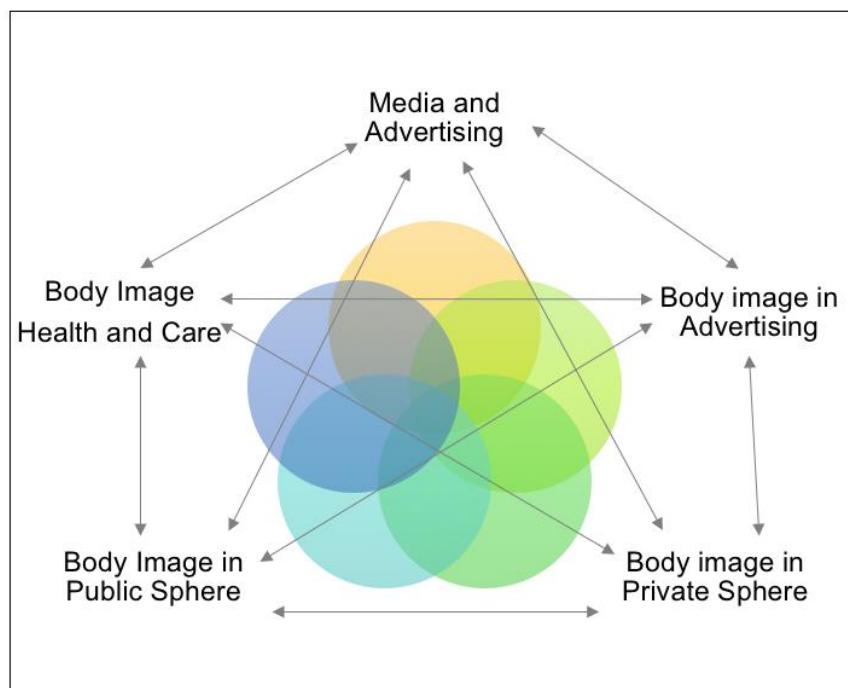 Media and
Advertising
Body Image
Health and Care
Body image in
Advertising
Body Image in
Public Sphere
Body image in
Private Sphere